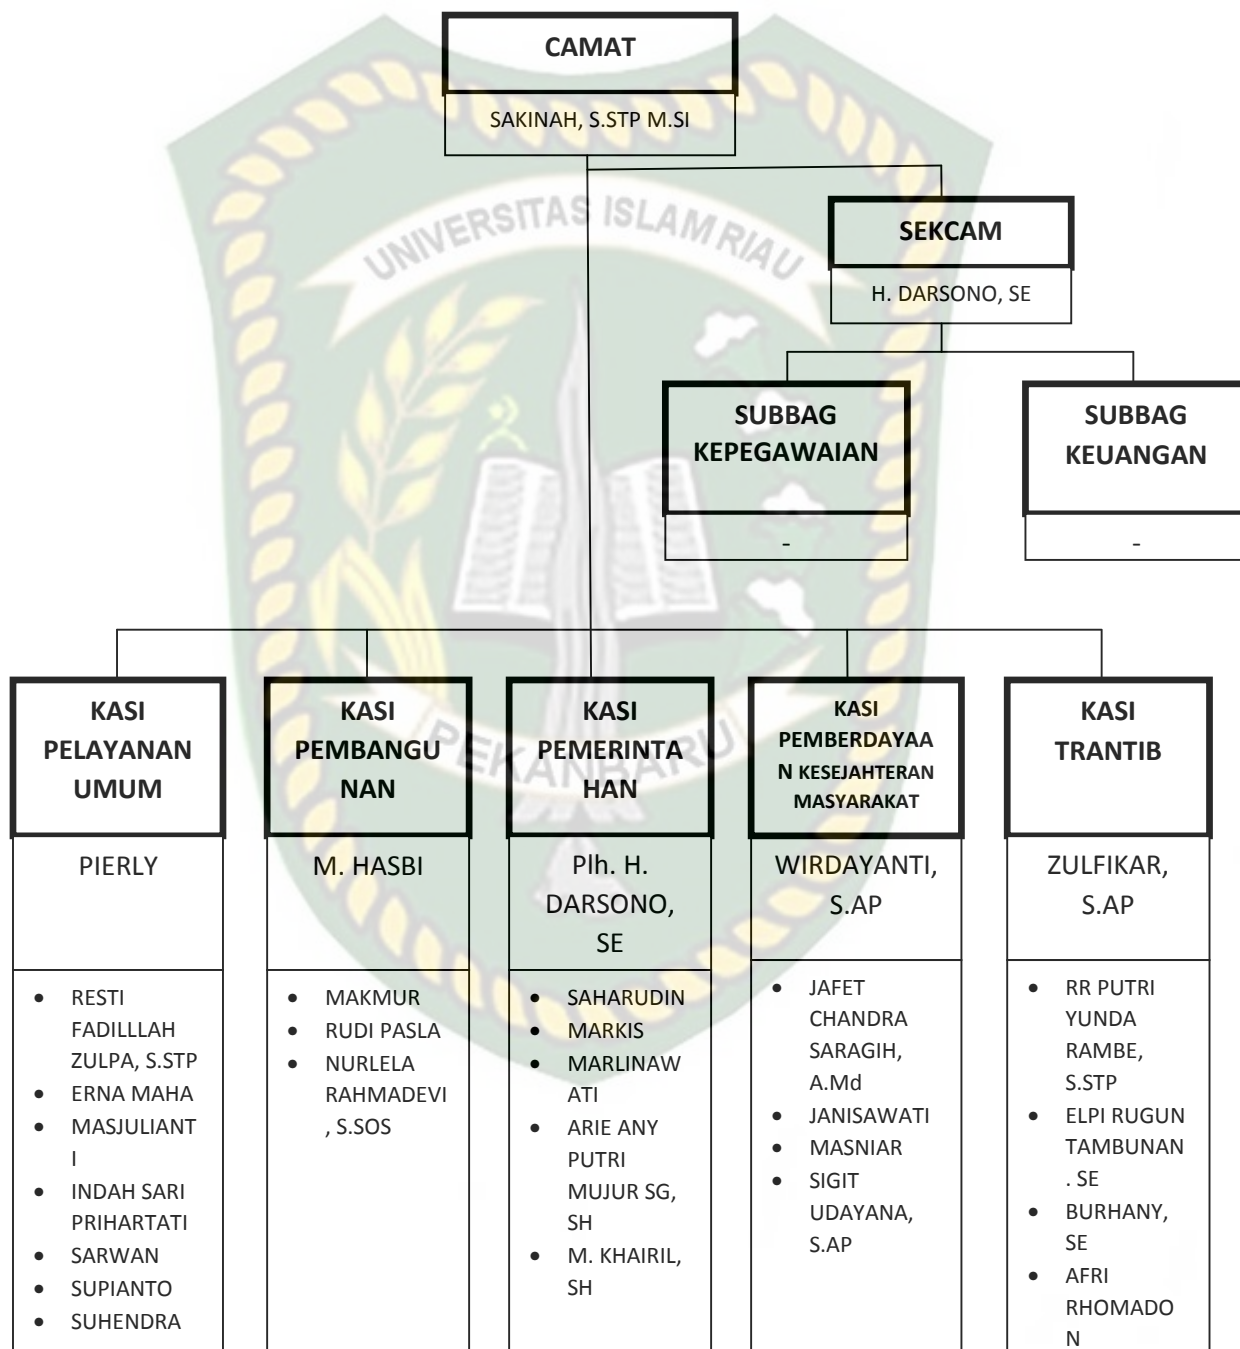 CAMAT
SAKINAH, S.STP M.SI
UNIVERSITAS ISLAM RIAU
SEKCAM
H. DARSONO, SE
SUBBAG
KEPEGAWAIAN
-
SUBBAG
KEUANGAN
-
PEKANBARU
KASI
PELAYANAN
UMUM
PIERLY
• RESTI
FADILLLAH
ZULPA, S.STP
• ERNA MAHA
• MASJULIANT
I
• INDAH SARI
PRIHARTATI
• SARWAN
• SUPIANTO
• SUHENDRA
KASI
PEMBANGU
NAN
M. HASBI
• MAKMUR
• RUDI PASLA
• NURLELA
RAHMADEVI
, S.SOS
KASI
PEMERINTA
HAN
Plh. H.
DARSONO,
SE
• SAHARUDIN
• MARKIS
• MARLINAW
ATI
• ARIE ANY
PUTRI
MUJUR SG,
SH
• M. KHAIRIL,
SH
KASI
PEMBERDAYAA
N KESEJAHTERAN
MASYARAKAT
WIRDAYANTI,
S.AP
• JAFET
CHANDRA
SARAGIH,
A.Md
• JANISAWATI
• MASNIAR
• SIGIT
UDAYANA,
S.AP
KASI
TRANTIB
ZULFIKAR,
S.AP
• RR PUTRI
YUNDA
RAMBE,
S.STP
• ELPI RUGUN
TAMBUNAN
. SE
• BURHANY,
SE
• AFRI
RHOMADO
N